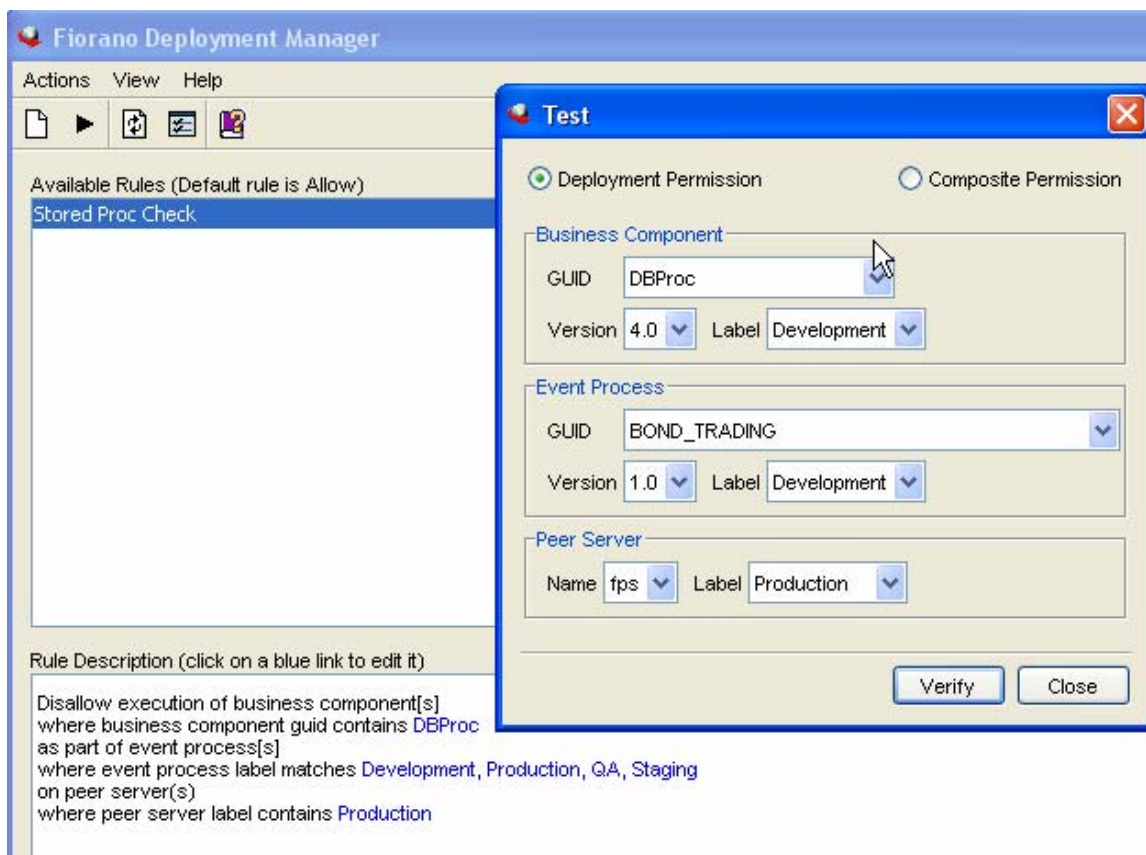 Fiorano Deployment Manager
Actions View Help
Available Rules (Default rule is Allow)
Stored Proc Check
Test
Deployment Permission
Composite Permission
Business Component
GUID DBProc
Version 4.0 Label Development
Event Process
GUID BOND_TRADING
Version 1.0 Label Development
Peer Server
Name fps Label Production
Verify Close
Rule Description (click on a blue link to edit it)
Disallow execution of business component[s]
where business component guid contains DBProc
as part of event process[s]
where event process label matches Development, Production, QA, Staging
on peer server(s)
where peer server label contains Production